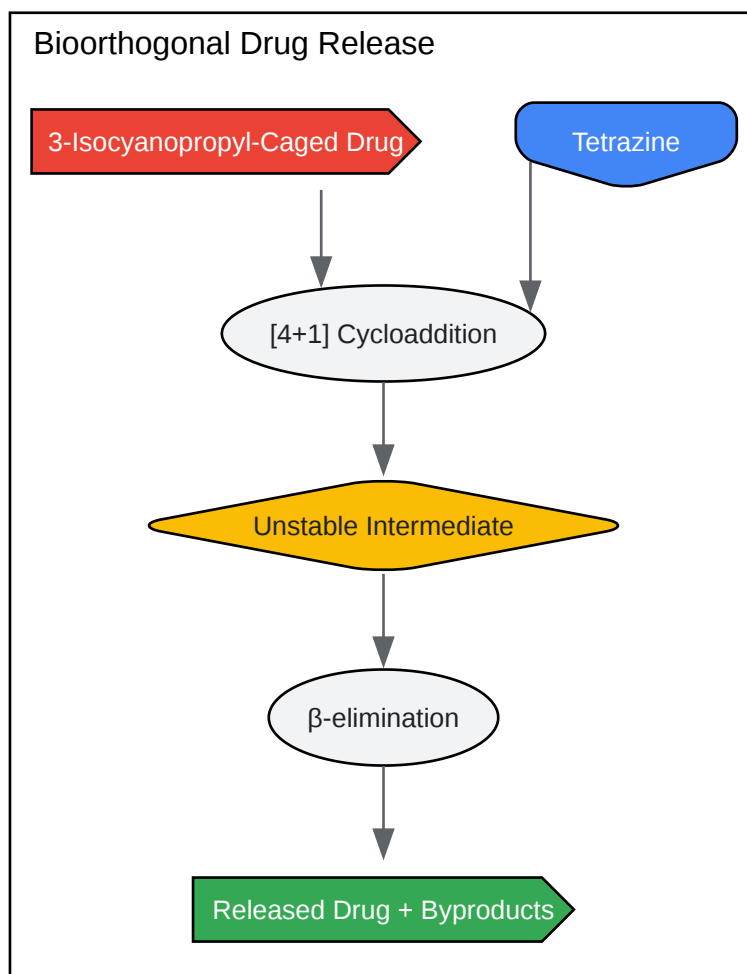 Bioorthogonal Drug Release
3-Isocyanopropyl-Caged Drug
Tetrazine
[4+1] Cycloaddition
Unstable Intermediate
β-elimination
Released Drug + Byproducts